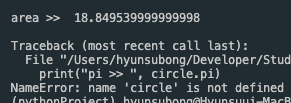 area >>  18.849539999999998
Traceback (most recent call last):
File "/Users/hyunsubong/Developer/Stud
print("pi >> ", circle.pi)
NameError: name 'circle' is not defined
(pythonProject) hyunsubong@Hyunsuui-MacB